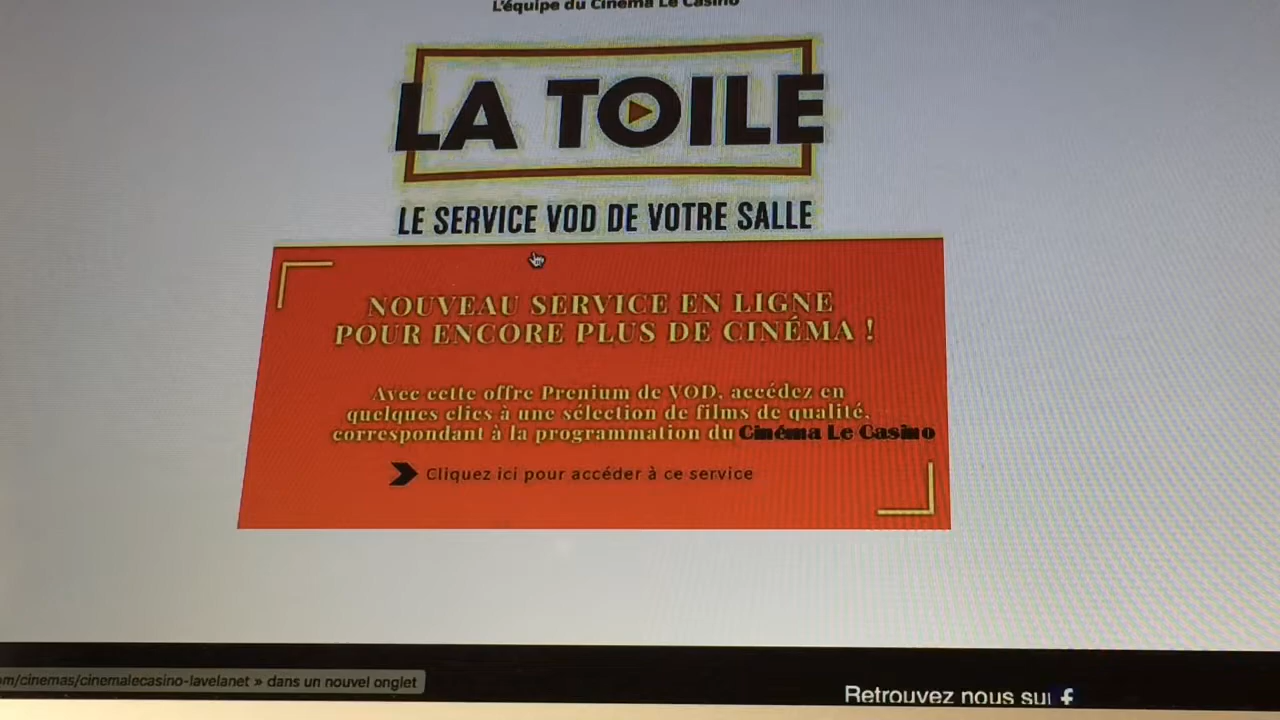 L'équipe du Cinéma Le Casino
LA TOILE
LE SERVICE VOD DE VOTRE SALLE
NOUVEAU SERVICE EN LIGNE
POUR ENCORE PLUS DE CINÉMA !
Avec cette offre Prenium de VOD, accédez en
quelques clics à une sélection de films de qualité,
correspondant à la programmation du Cinéma Le Casino
Cliquez ici pour accéder à ce service
om/cinemas/cinemalecasino-lavelanet » dans un nouvel onglet
Retrouvez nous sur